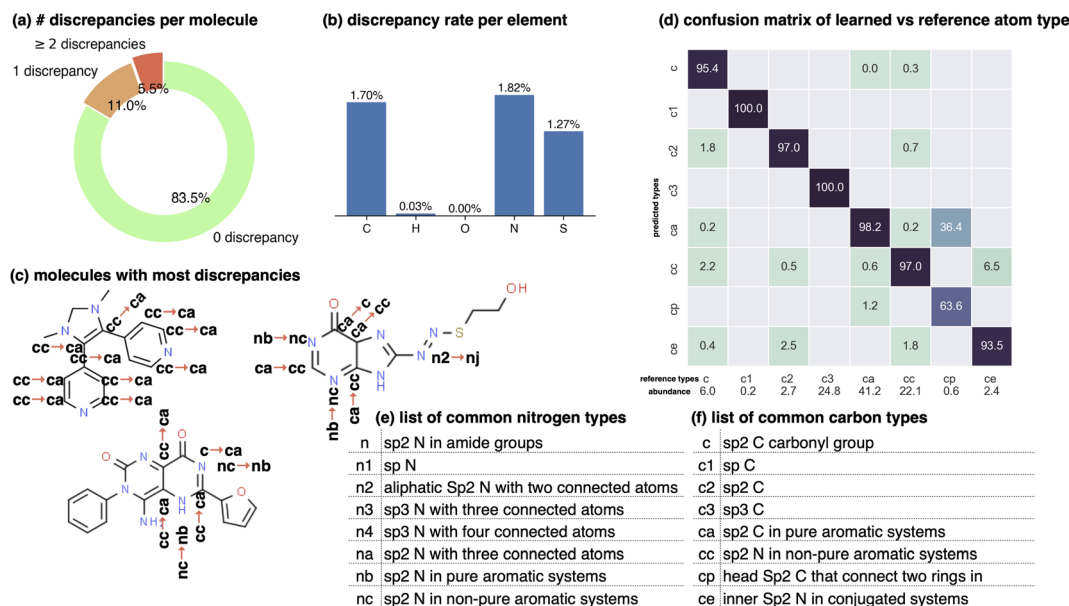 (a) # discrepancies per molecule
≥ 2 discrepancies
1 discrepancy
5.5%
11.0%
83.5%
0 discrepancy
(b) discrepancy rate per element
1.70%
0.03%
0.00%
1.82%
1.27%
C H O N S
(c) molecules with most discrepancies
N
N
N
N
cc→ca
cc→ca
cc→ca
cc→ca
cc→ca
cc→ca
cc→ca
cc→ca
cc→ca
cc→ca
O
N
N
N
N
H
N
N
S
OH
ca→c
ca→cc
nb→nc
ca→cc
nb→nc
ca→cc
n2→nj
O
O
N
N
N
N
NH
NH
O
cc→ca
c→ca
nc→nb
cc→ca
nc→nb
cc→ca
(d) confusion matrix of learned vs reference atom type
predicted types
c 95.4 0.0 0.3
c1 100.0
c2 1.8 97.0 0.7
c3 100.0
ca 0.2 98.2 0.2 36.4
cc 2.2 0.5 0.6 97.0 6.5
cp 1.2 63.6
ce 0.4 2.5 1.8 93.5
reference types c c1 c2 c3 ca cc cp ce
abundance 6.0 0.2 2.7 24.8 41.2 22.1 0.6 2.4
(e) list of common nitrogen types
n sp2 N in amide groups
n1 sp N
n2 aliphatic Sp2 N with two connected atoms
n3 sp3 N with three connected atoms
n4 sp3 N with four connected atoms
na sp2 N with three connected atoms
nb sp2 N in pure aromatic systems
nc sp2 N in non-pure aromatic systems
(f) list of common carbon types
c sp2 C carbonyl group
c1 sp C
c2 sp2 C
c3 sp3 C
ca sp2 C in pure aromatic systems
cc sp2 N in non-pure aromatic systems
cp head Sp2 C that connect two rings in
ce inner Sp2 N in conjugated systems